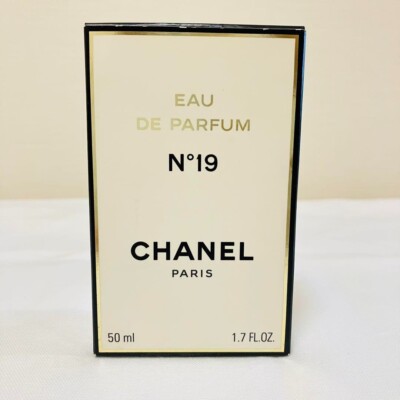 EAU
DE PARFUM
N°19
CHANEL
PARIS
50 ml 1.7 FL.OZ.